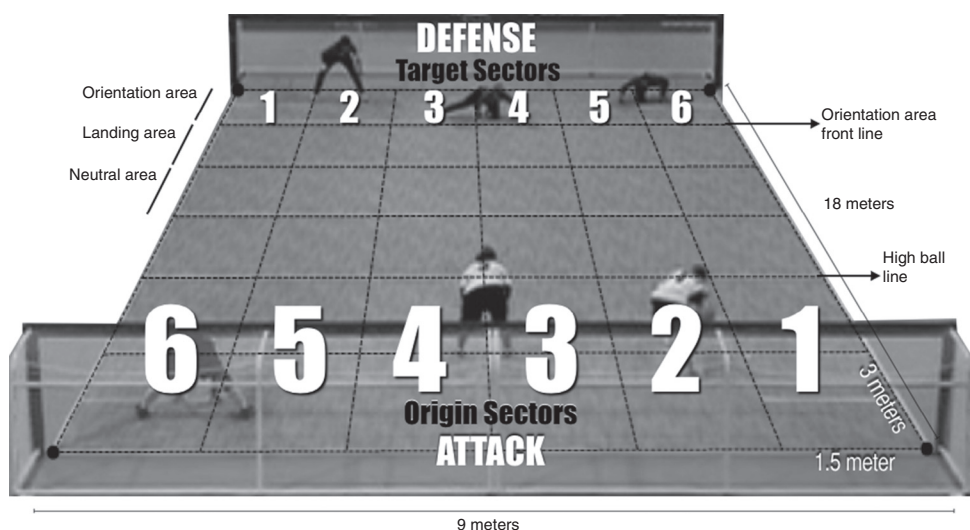 DEFENSE
Target Sectors
Orientation area
1 2 3 4 5 6
Orientation area
front line
Landing area
Neutral area
18 meters
High ball
line
6 5 4 3 2 1
3 meters
Origin Sectors
ATTACK
1.5 meter
9 meters